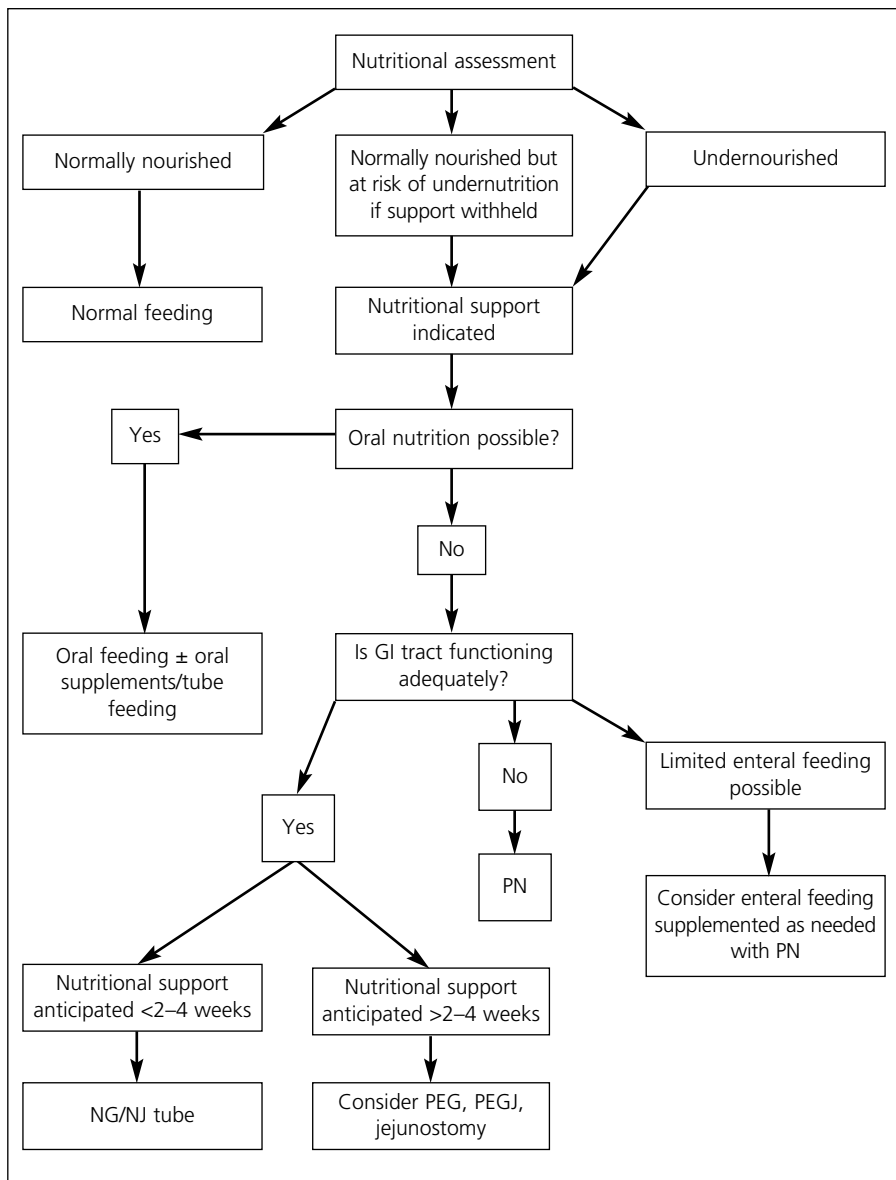 Nutritional assessment
Normally nourished
Normally nourished but
at risk of undernutrition
if support withheld
Undernourished
Normal feeding
Nutritional support
indicated
Yes
Oral nutrition possible?
No
Oral feeding ± oral
supplements/tube
feeding
Is GI tract functioning
adequately?
Yes
No
Limited enteral feeding
possible
PN
Consider enteral feeding
supplemented as needed
with PN
Nutritional support
anticipated <2–4 weeks
Nutritional support
anticipated >2–4 weeks
NG/NJ tube
Consider PEG, PEGJ,
jejunostomy